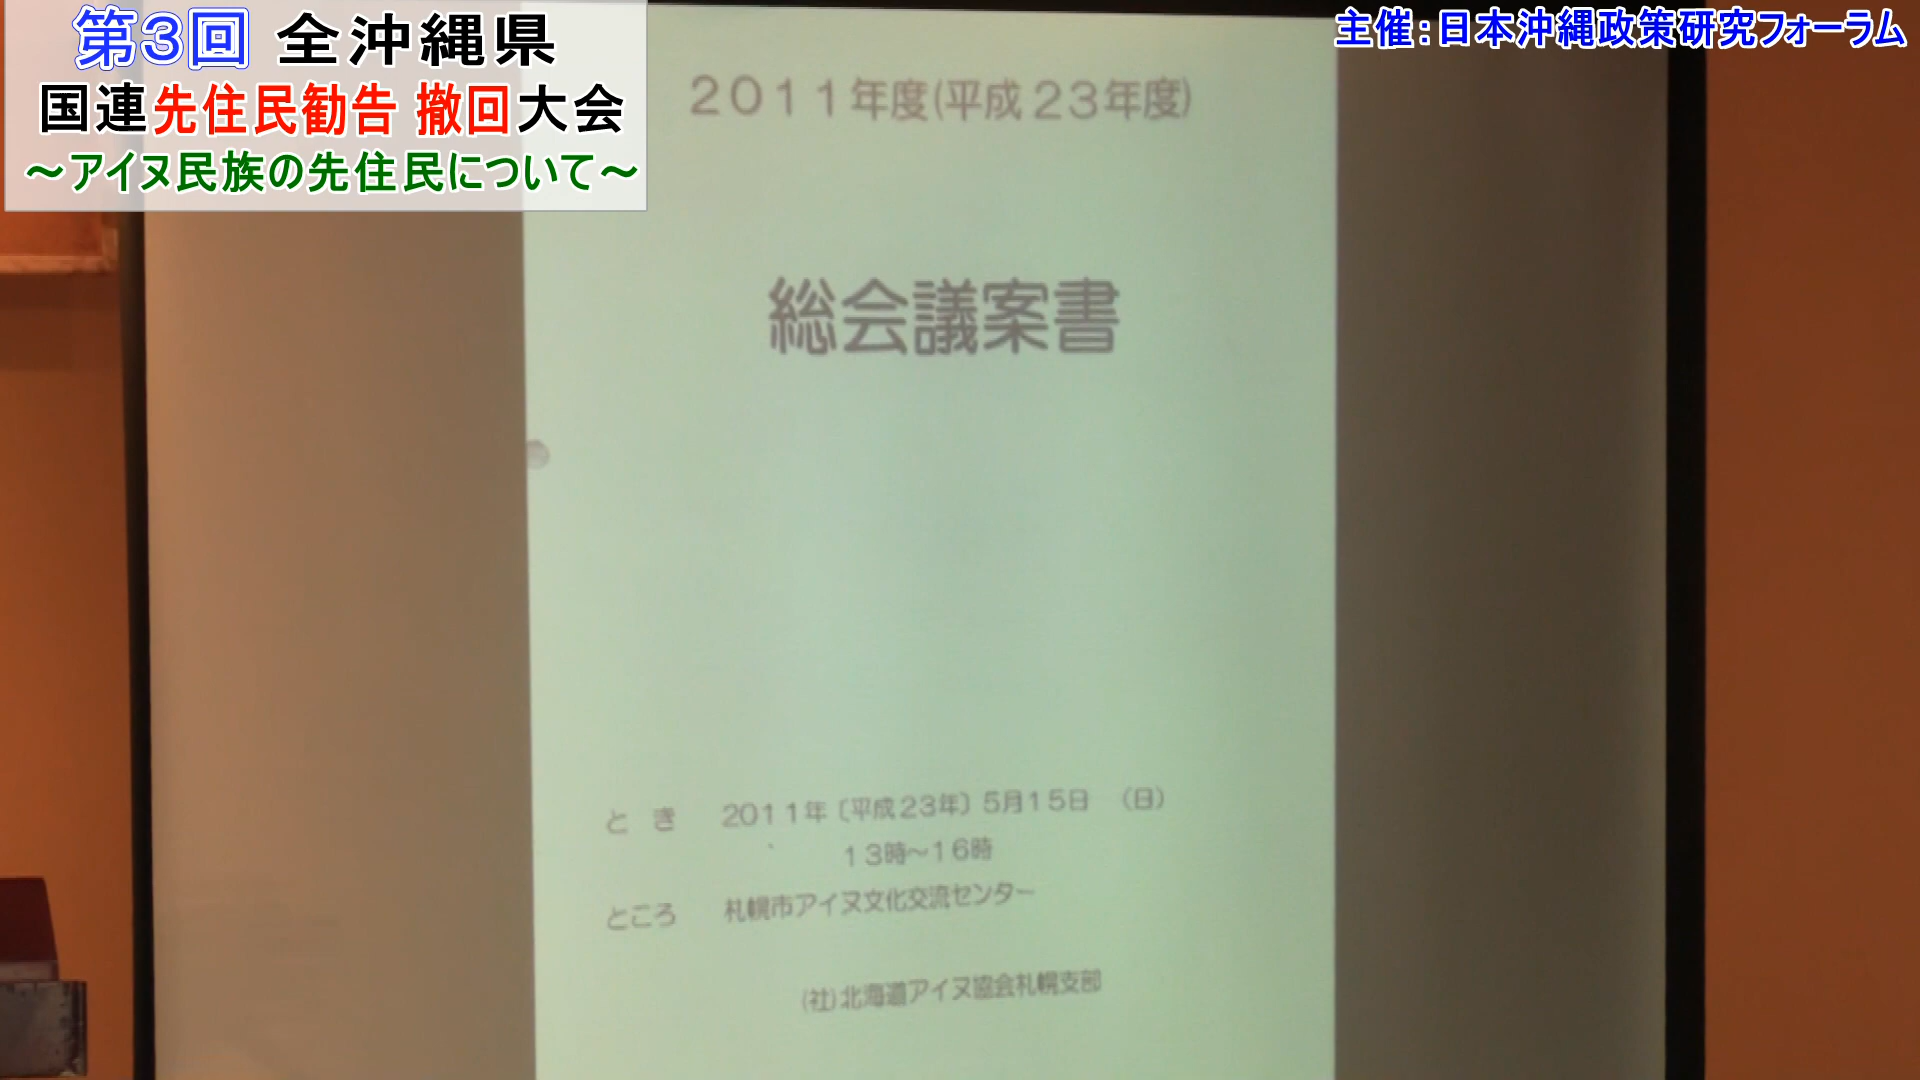 第3回 全沖縄県
国連先住民勧告 撤回大会
～アイヌ民族の先住民について～
主催：日本沖縄政策研究フォーラム
2011年度(平成23年度)
総会議案書
とき 2011年〔平成23年〕5月15日 （日）
13時～16時
ところ 札幌市アイヌ文化交流センター
(社)北海道アイヌ協会札幌支部